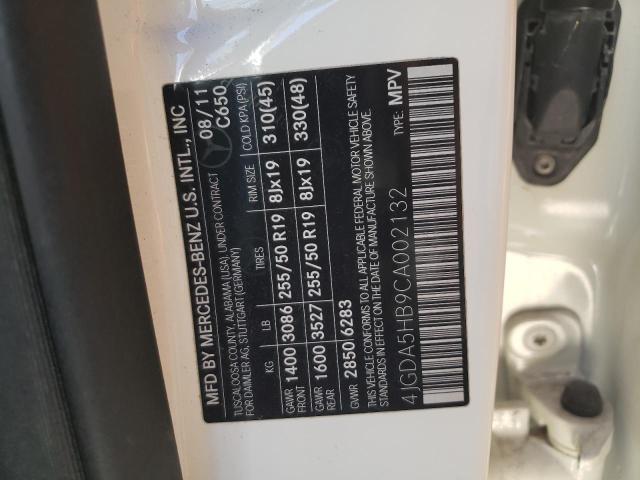 MFD BY MERCEDES-BENZ U.S. INTL., INC
TUSCALOOSA COUNTY, ALABAMA (USA), UNDER CONTRACT
FOR DAIMLER AG, STUTTGART (GERMANY)
08/11
C650
KG LB TIRES RIM SIZE COLD KPA (PSI)
GAWR FRONT 1400 3086 255/50 R19 8Jx19 310(45)
GAWR REAR 1600 3527 255/50 R19 8Jx19 330(48)
GVWR 2850 6283
THIS VEHICLE CONFORMS TO ALL APPLICABLE FEDERAL MOTOR VEHICLE SAFETY
STANDARDS IN EFFECT ON THE DATE OF MANUFACTURE SHOWN ABOVE.
4JGDA5HB9CA002132 TYPE: MPV